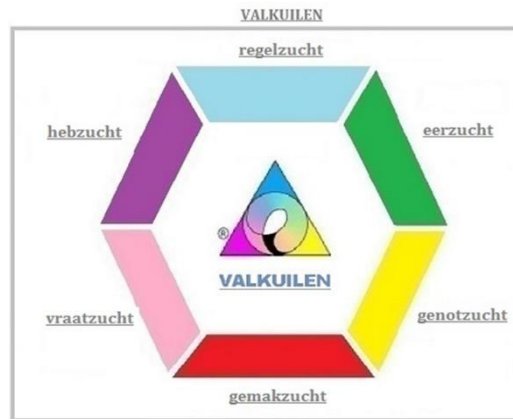 VALKUILEN
regelzucht
hebzucht
eerzucht
®
VALKUILEN
vraatzucht
genotzucht
gemakzucht